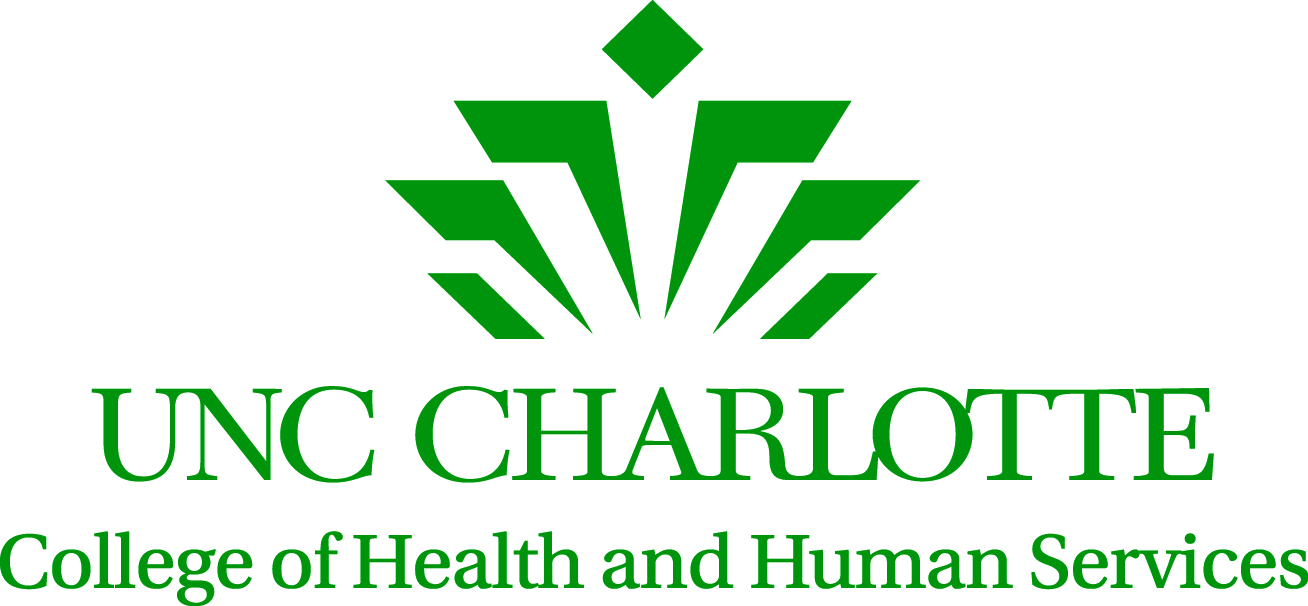 UNC CHARLOTTE
College of Health and Human Services